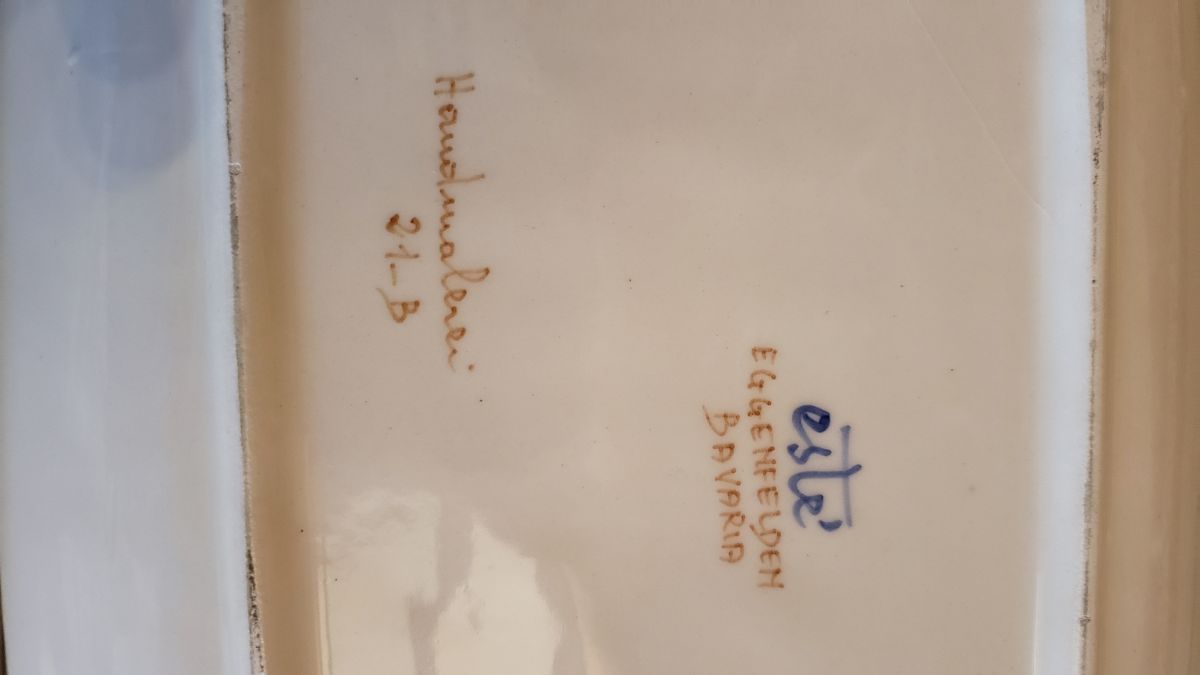 esté
EGGENFELDEN
BAVARIA
Handmalerei
21-B